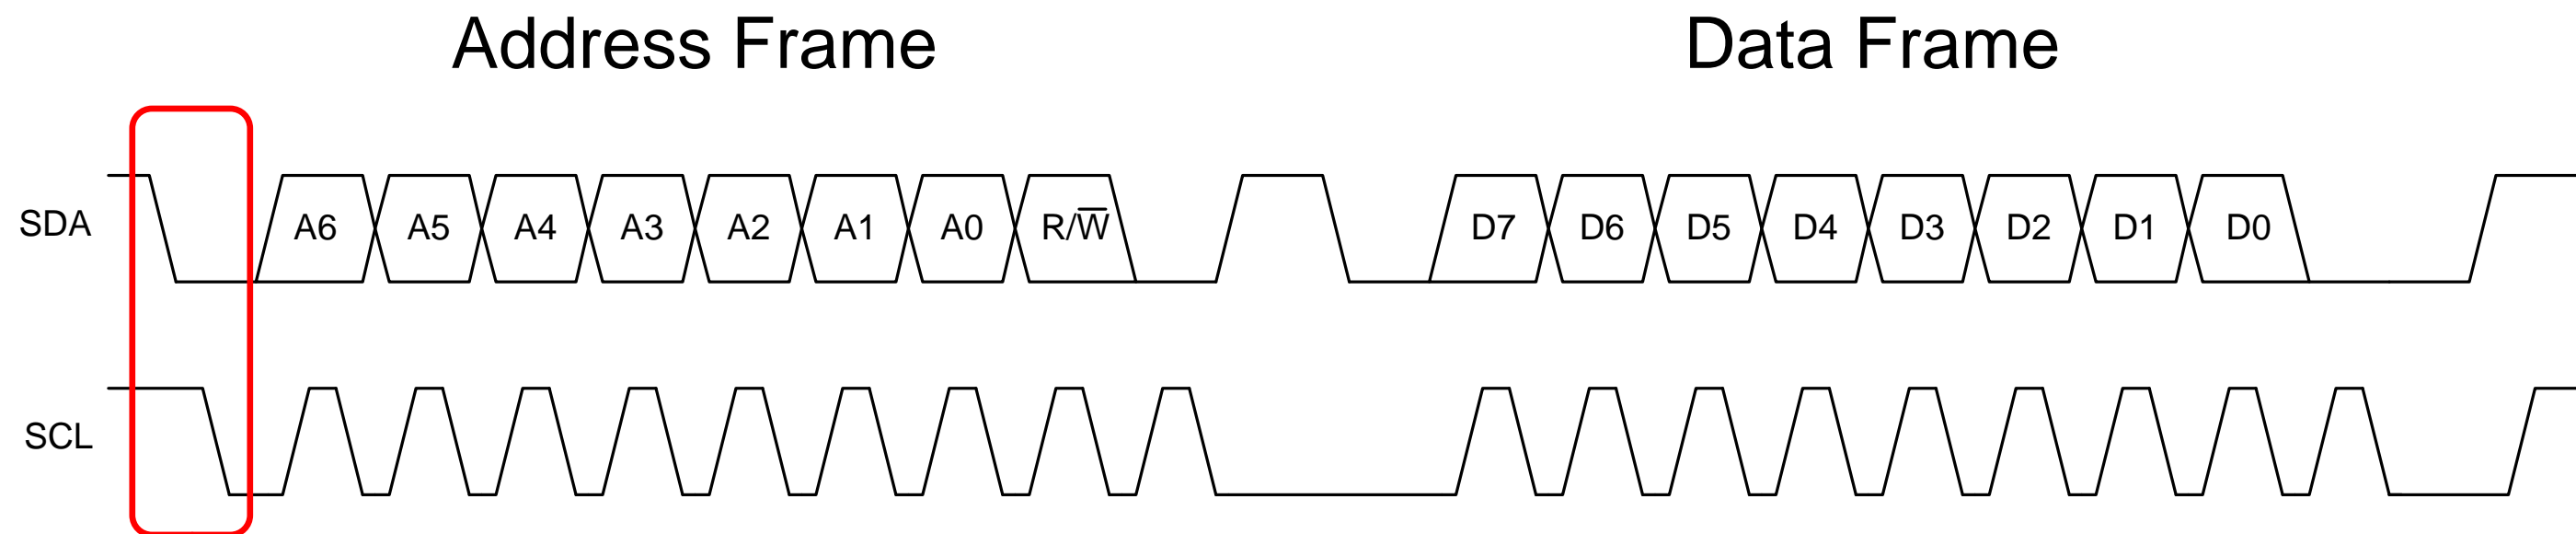 Address Frame Data Frame
SDA A6 A5 A4 A3 A2 A1 A0 R/W̅ D7 D6 D5 D4 D3 D2 D1 D0
SCL